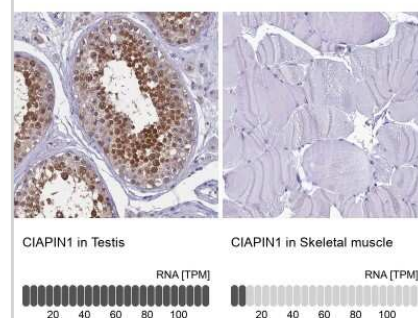 CIAPIN1 in Testis
CIAPIN1 in Skeletal muscle
RNA [TPM]
RNA [TPM]
20 40 60 80 100
20 40 60 80 100